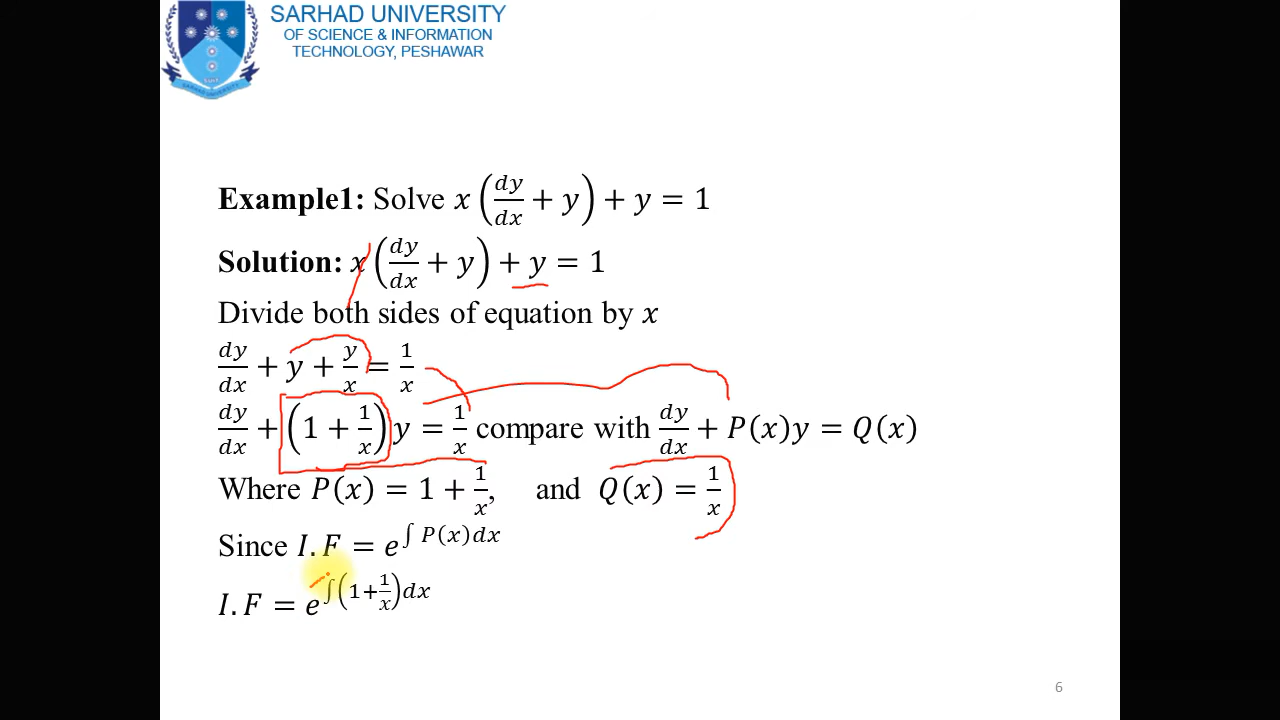 SARHAD UNIVERSITY
OF SCIENCE & INFORMATION
TECHNOLOGY, PESHAWAR
SARHAD UNIVERSITY
Example1: Solve x(dy/dx + y) + y = 1
Solution: x(dy/dx + y) + y = 1
Divide both sides of equation by x
dy/dx + y + y/x = 1/x
dy/dx + (1 + 1/x)y = 1/x compare with dy/dx + P(x)y = Q(x)
Where P(x) = 1 + 1/x, and Q(x) = 1/x
Since I.F = e^∫ P(x)dx
I.F = e^∫(1+1/x)dx
6